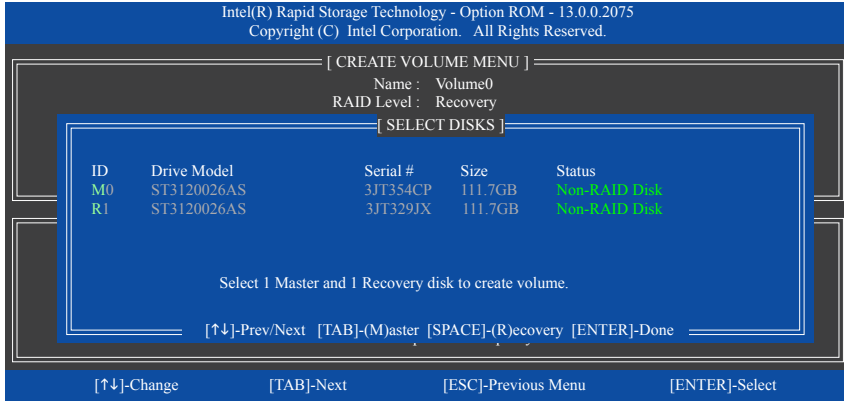 Intel(R) Rapid Storage Technology - Option ROM - 13.0.0.2075
Copyright (C) Intel Corporation. All Rights Reserved.
[ CREATE VOLUME MENU ]
Name : Volume0
RAID Level : Recovery
[ SELECT DISKS ]
ID Drive Model Serial # Size Status
M0 ST3120026AS 3JT354CP 111.7GB Non-RAID Disk
R1 ST3120026AS 3JT329JX 111.7GB Non-RAID Disk
Select 1 Master and 1 Recovery disk to create volume.
[↑↓]-Prev/Next [TAB]-(M)aster [SPACE]-(R)ecovery [ENTER]-Done
[↑↓]-Change [TAB]-Next [ESC]-Previous Menu [ENTER]-Select